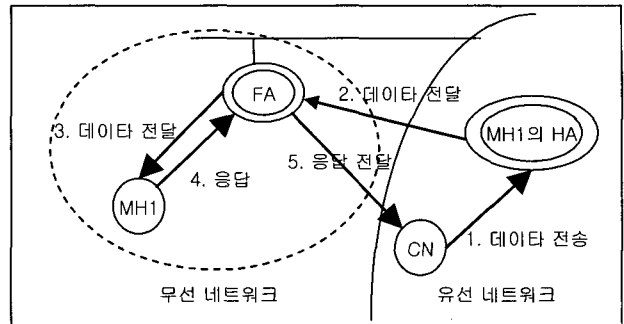 FA
2. 데이타 전달
MH1의 HA
3. 데이타 전달
4. 응답
5. 응답 전달
MH1
CN
1. 데이타 전송
무선 네트워크
유선 네트워크